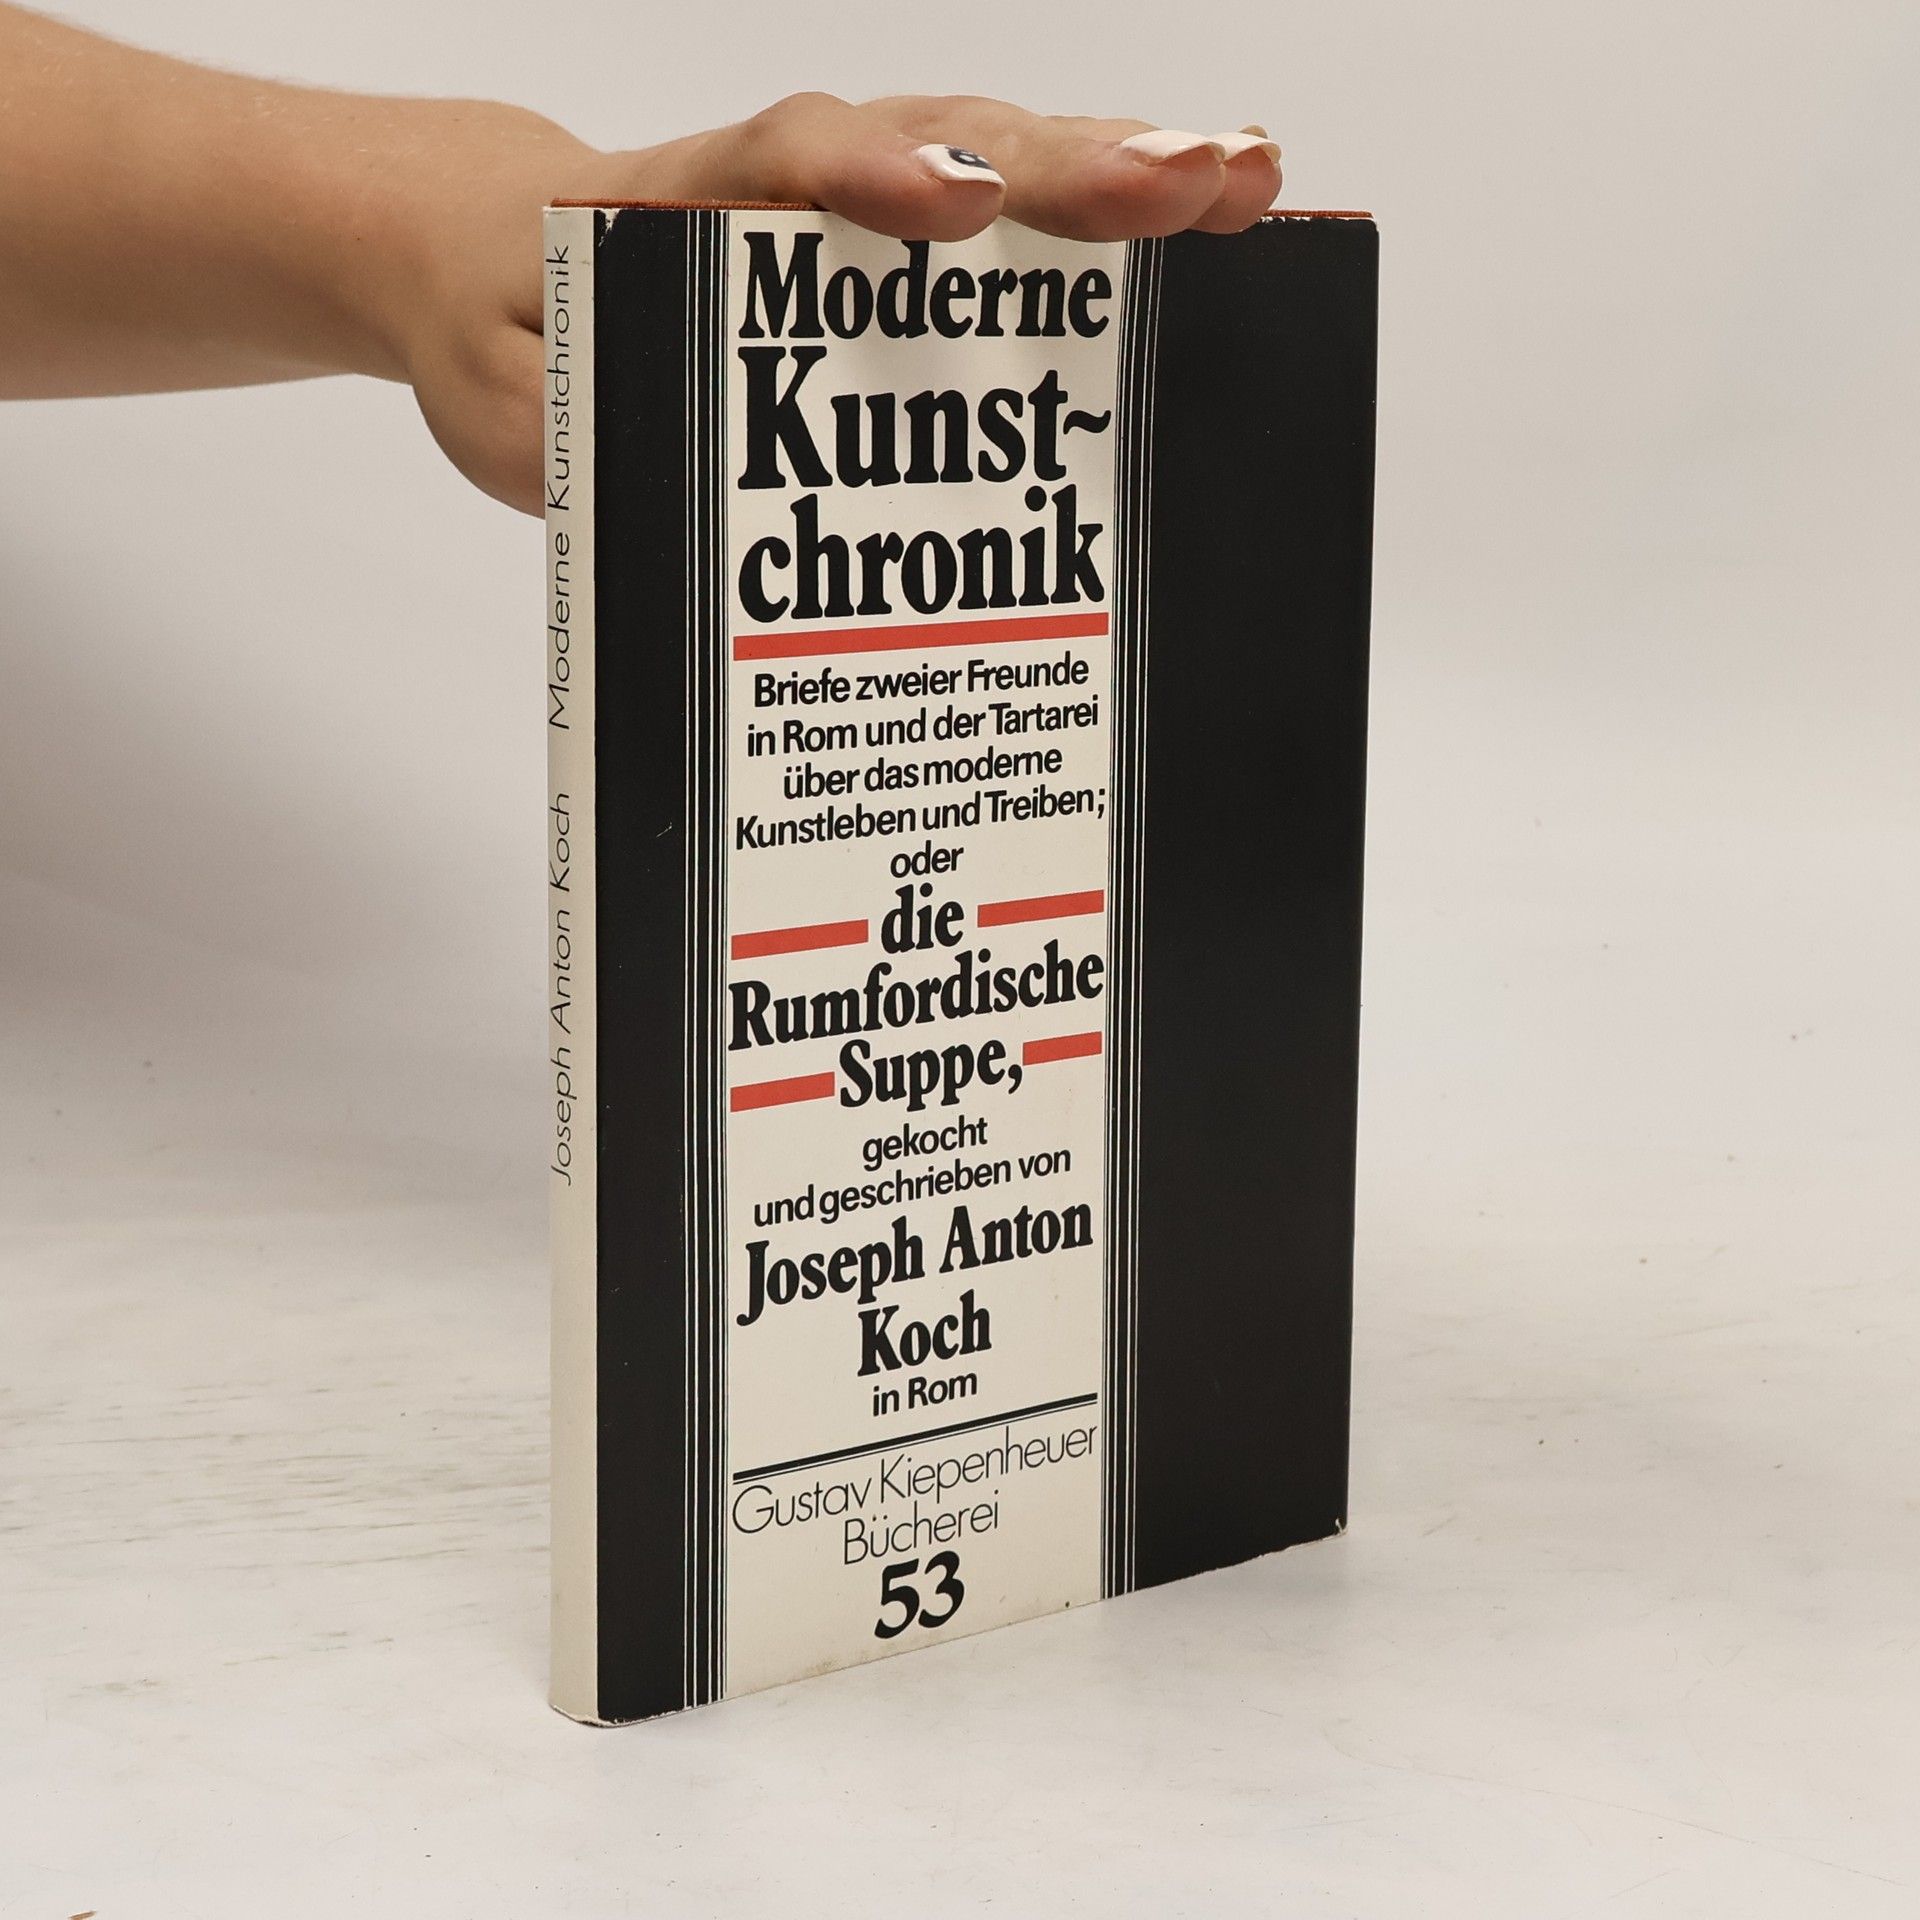 Joseph Anton Koch Moderne Kunstchronik
Moderne
Kunst~
chronik
Briefe zweier Freunde
in Rom und der Tartarei
über das moderne
Kunstleben und Treiben;
oder
die
Rumfordische
Suppe,
gekocht
und geschrieben von
Joseph Anton
Koch
in Rom
Gustav Kiepenheuer
Bücherei
53